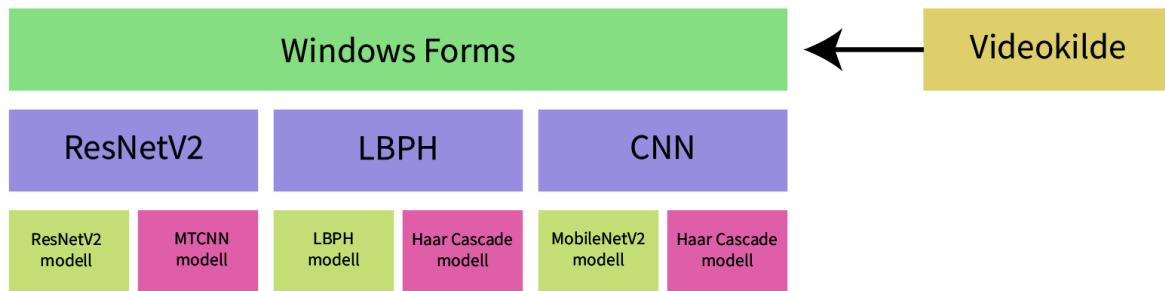 Windows Forms
Videokilde
ResNetV2
LBPH
CNN
ResNetV2
modell
MTCNN
modell
LBPH
modell
Haar Cascade
modell
MobileNetV2
modell
Haar Cascade
modell